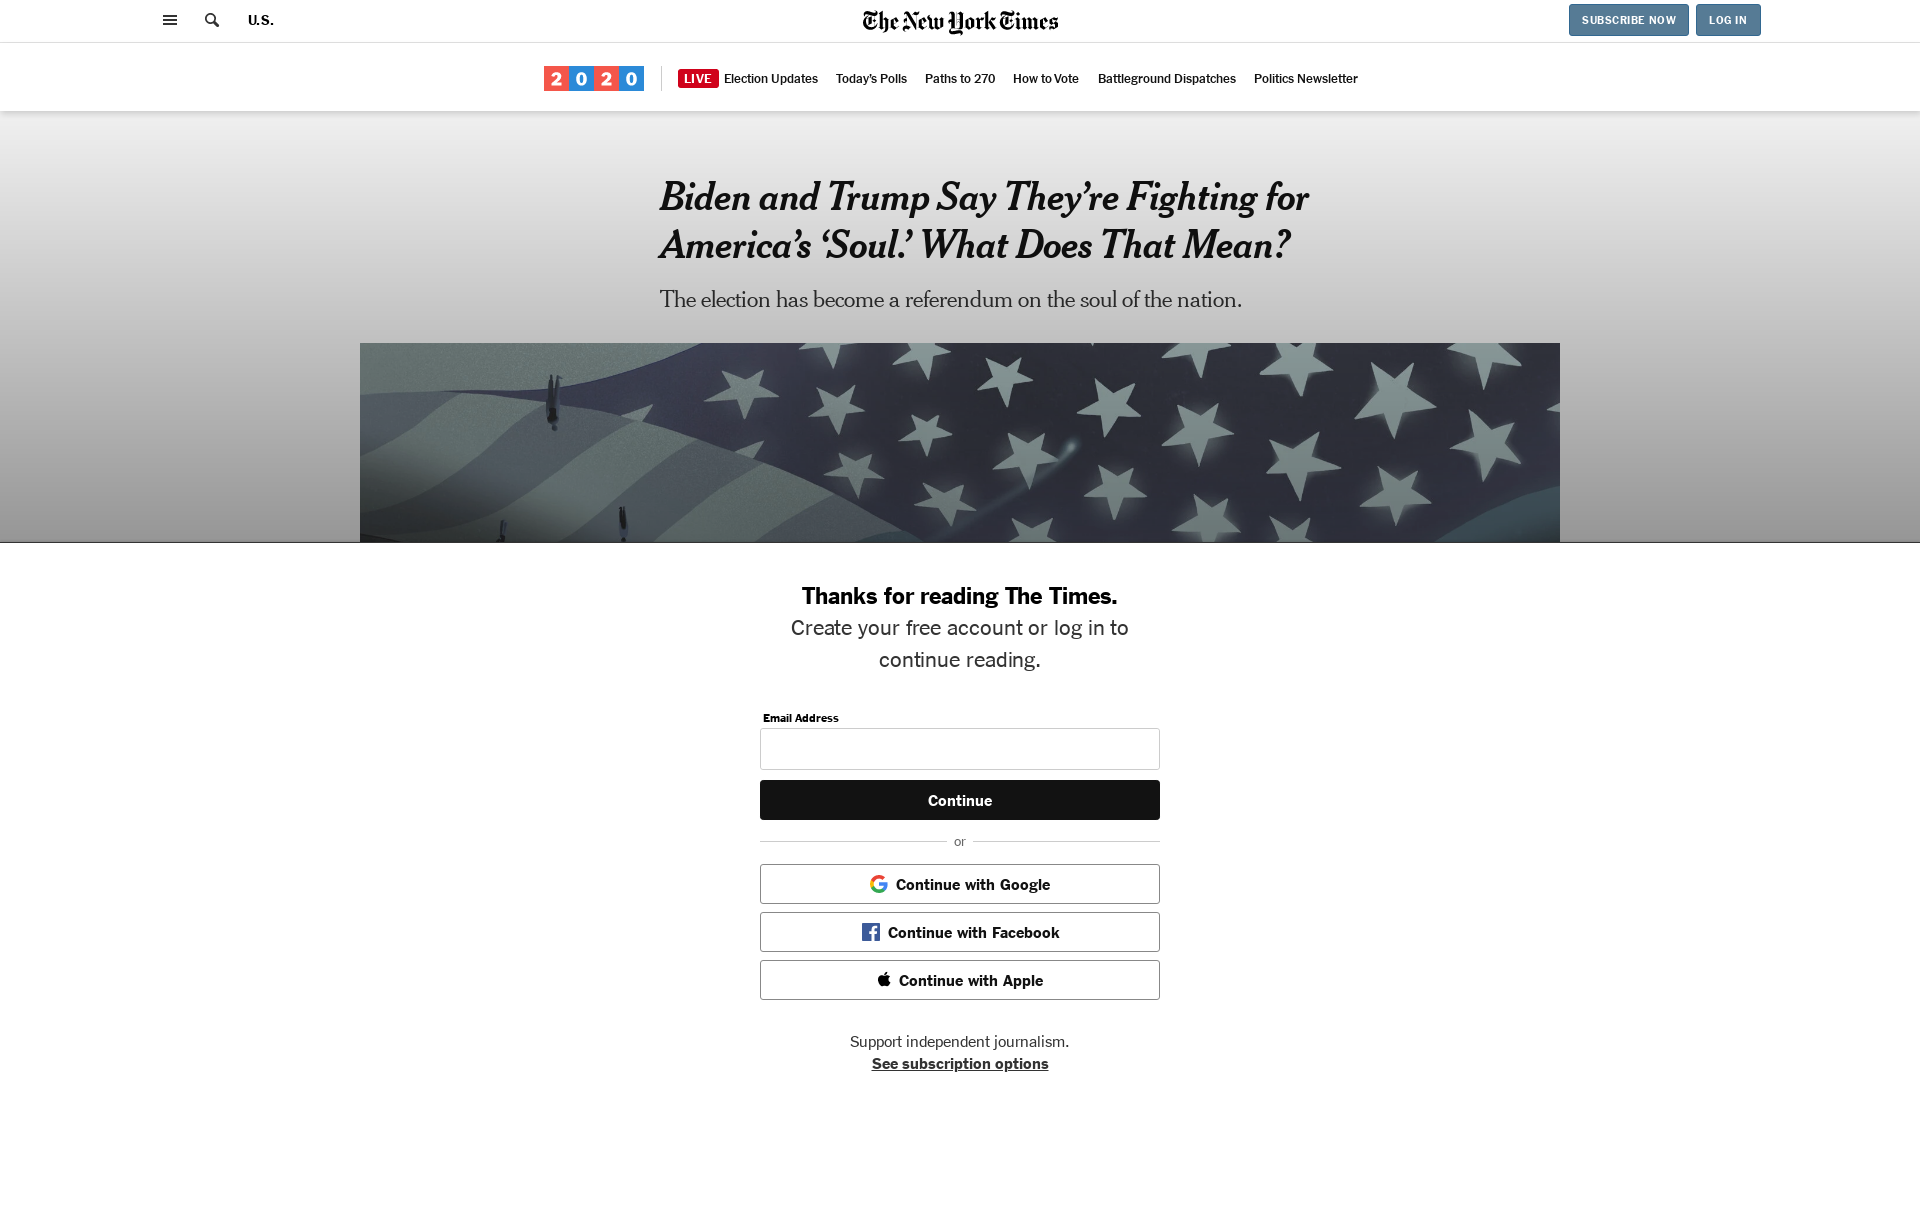 U.S.
The New York Times
SUBSCRIBE NOW
LOG IN
2020
LIVE Election Updates
Today's Polls
Paths to 270
How to Vote
Battleground Dispatches
Politics Newsletter
Biden and Trump Say They're Fighting for
America's ‘Soul.’ What Does That Mean?
The election has become a referendum on the soul of the nation.
Thanks for reading The Times.
Create your free account or log in to
continue reading.
Email Address
Continue
or
Continue with Google
Continue with Facebook
Continue with Apple
Support independent journalism.
See subscription options